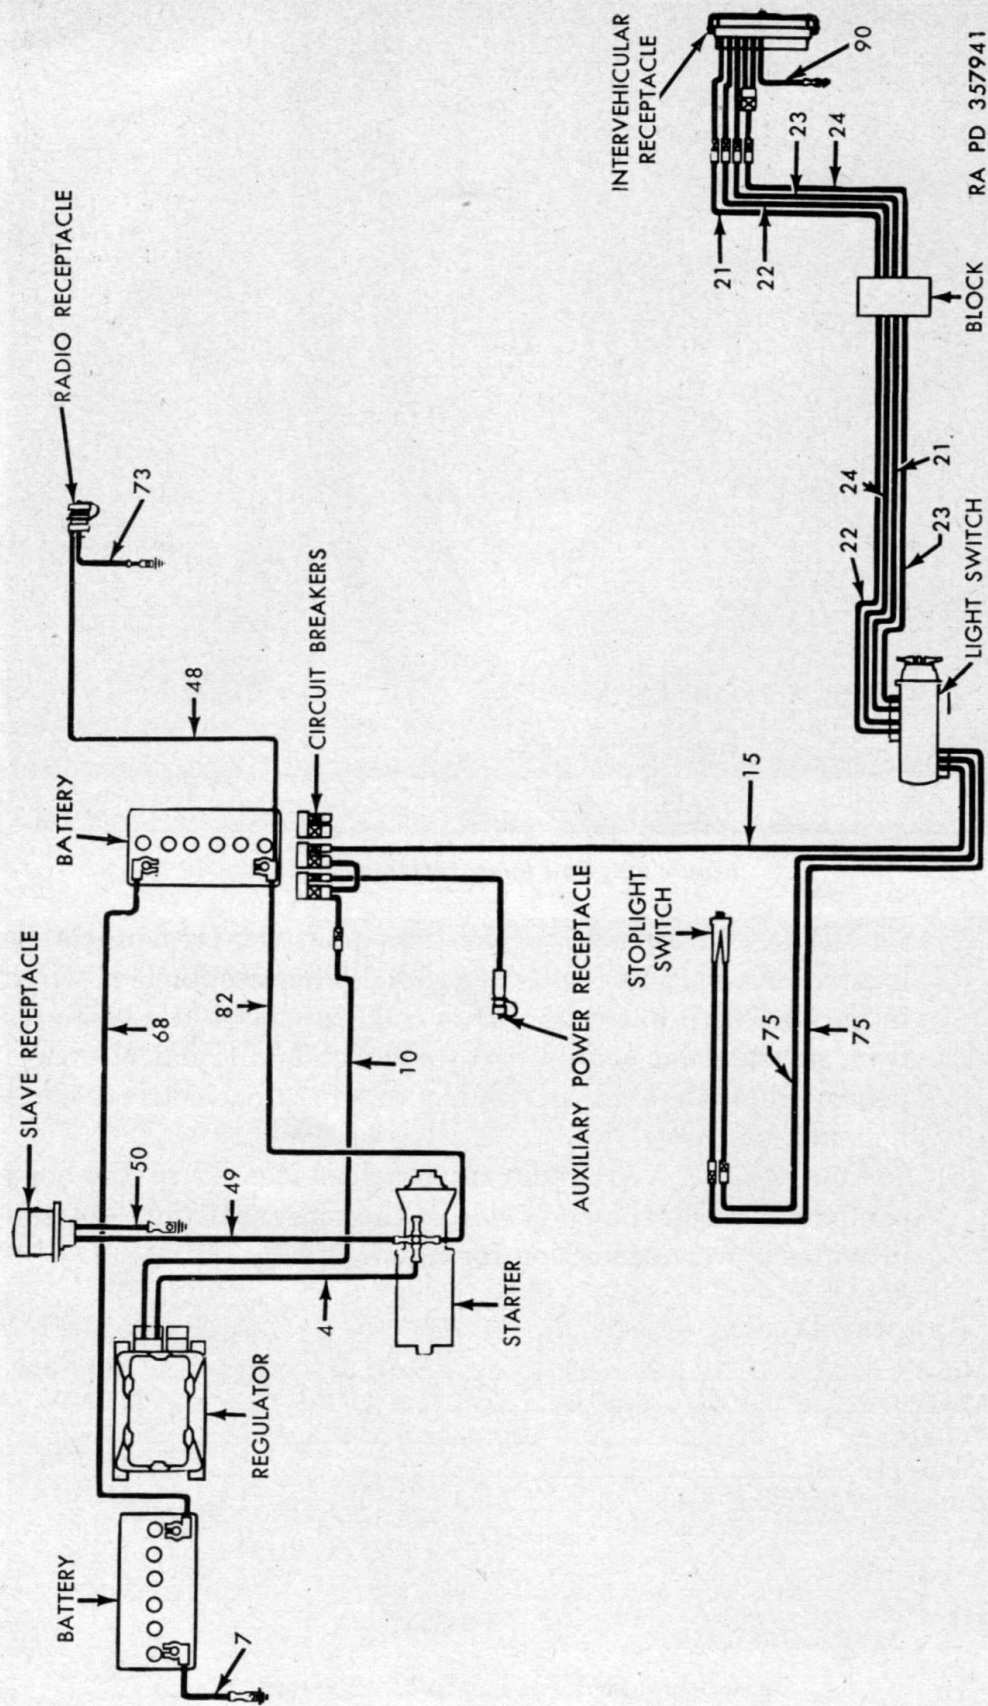 BATTERY
7
REGULATOR
SLAVE RECEPTACLE
50
49
4
STARTER
68
82
10
BATTERY
48
RADIO RECEPTACLE
73
CIRCUIT BREAKERS
AUXILIARY POWER RECEPTACLE
STOPLIGHT
SWITCH
75
75
15
LIGHT SWITCH
22
24
23
21
BLOCK
21
22
23
24
INTERVEHICULAR
RECEPTACLE
90
RA PD 357941